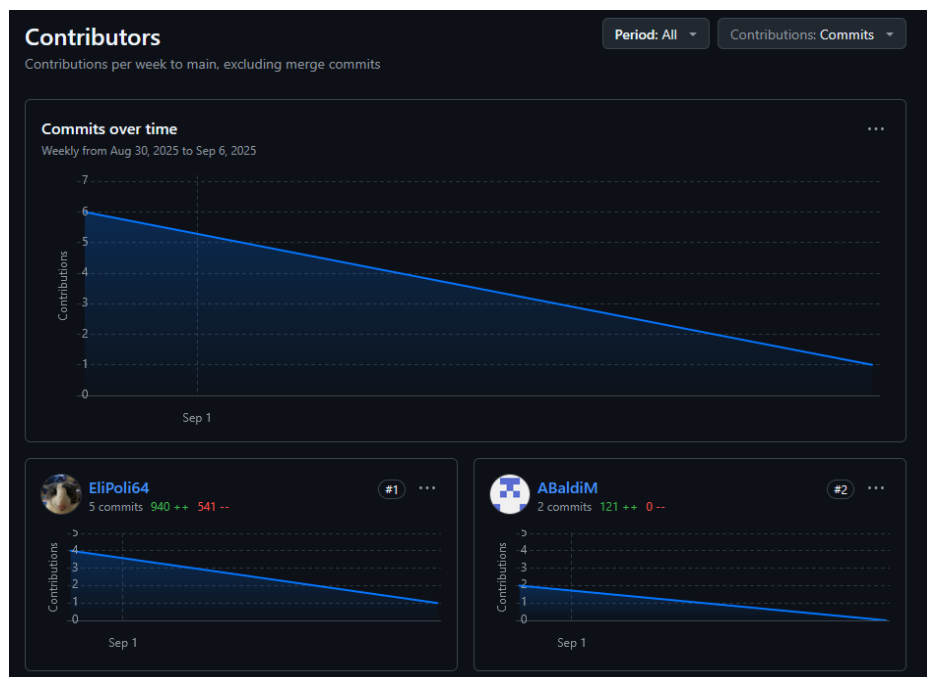 Contributors
Period: All
Contributions: Commits
Contributions per week to main, excluding merge commits
Commits over time
Weekly from Aug 30, 2025 to Sep 6, 2025
Contributions
7
6
5
4
3
2
1
0
Sep 1
EliPoli64
#1
5 commits 940 ++ 541 --
Contributions
5
4
3
2
1
0
Sep 1
ABaldiM
#2
2 commits 121 ++ 0 --
Contributions
5
4
3
2
1
0
Sep 1